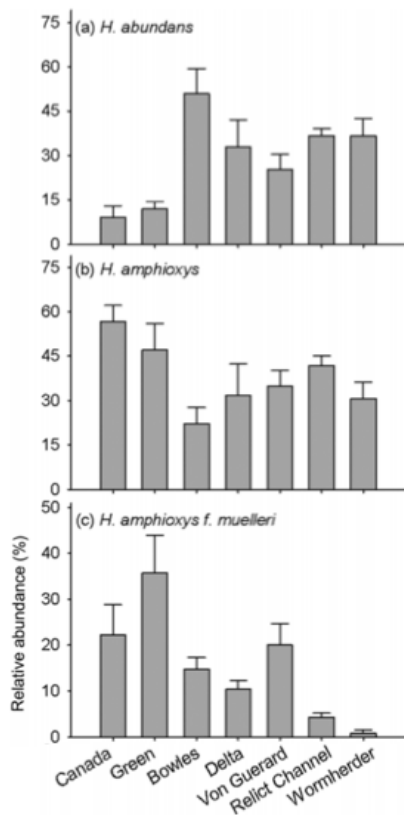 (a) H. abundans
75
60
45
30
15
0
(b) H. amphioxys
75
60
45
30
15
0
(c) H. amphioxys f. muelleri
50
40
30
20
10
0
Relative abundance (%)
Canada
Green
Bowles
Delta
Von Guerard
Relict Channel
Wormherder